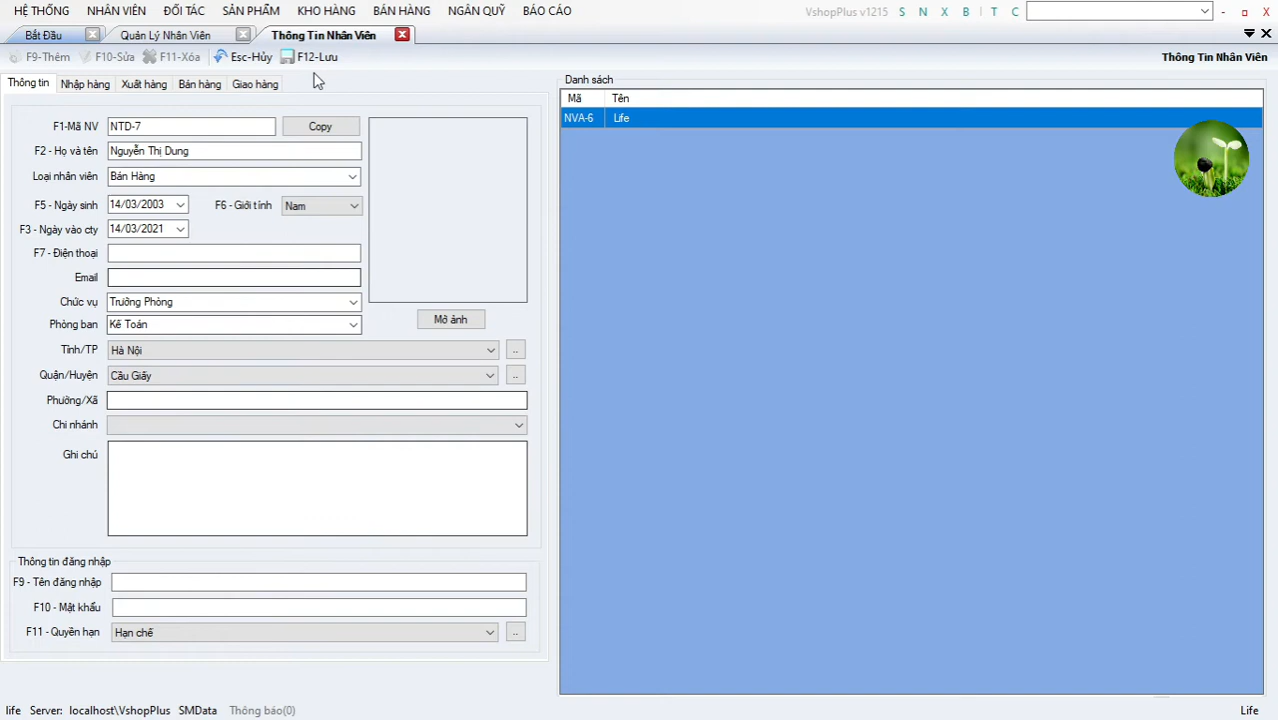 HỆ THỐNG NHÂN VIÊN ĐỐI TÁC SẢN PHẨM KHO HÀNG BÁN HÀNG NGÂN QUỸ BÁO CÁO VshopPlus v1215 S N X B T C
Bắt Đầu Quản Lý Nhân Viên Thông Tin Nhân Viên
F9-Thêm F10-Sửa F11-Xóa Esc-Hủy F12-Lưu Thông Tin Nhân Viên
Thông tin Nhập hàng Xuất hàng Bán hàng Giao hàng
Danh sách
Mã Tên
NVA-6 Life
F1-Mã NV NTD-7 Copy
F2 - Họ và tên Nguyễn Thị Dung
Loại nhân viên Bán Hàng
F5 - Ngày sinh 14/03/2003 F6 - Giới tính Nam
F3 - Ngày vào cty 14/03/2021
F7 - Điện thoại
Email
Chức vụ Trưởng Phòng
Phòng ban Kế Toán
Mở ảnh
Tỉnh/TP Hà Nội ..
Quận/Huyện Cầu Giấy ..
Phường/Xã
Chi nhánh
Ghi chú
Thông tin đăng nhập
F9 - Tên đăng nhập
F10 - Mật khẩu
F11 - Quyền hạn Hạn chế ..
life Server: localhost\VshopPlus SMData Thông báo(0) Life